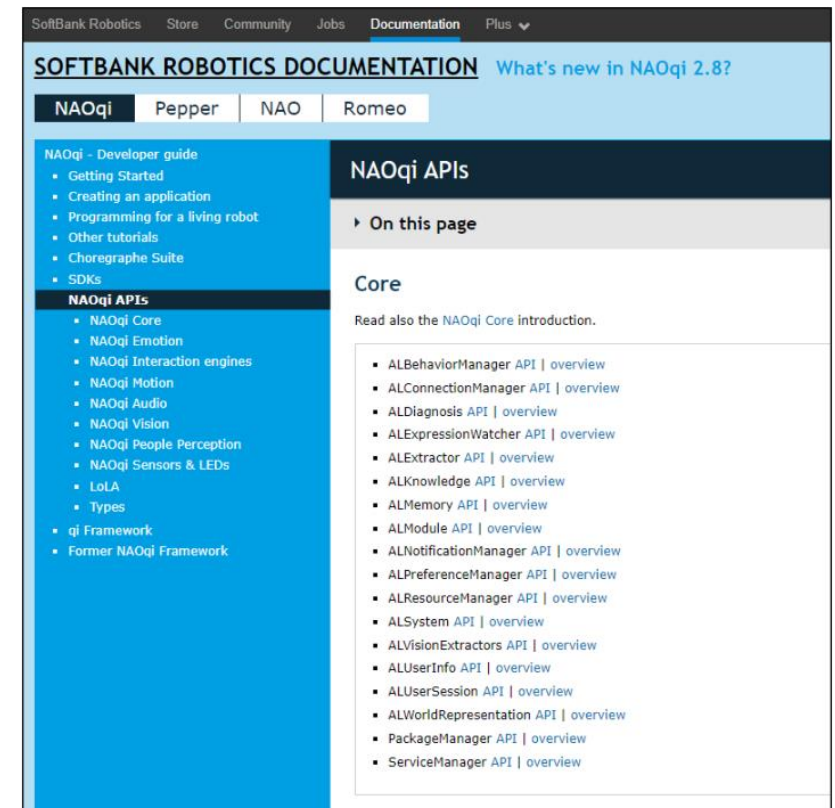 SoftBank Robotics Store Community Jobs Documentation Plus
SOFTBANK ROBOTICS DOCUMENTATION What's new in NAOqi 2.8?
NAOqi Pepper NAO Romeo
NAOqi - Developer guide
Getting Started
Creating an application
Programming for a living robot
Other tutorials
Choregraphe Suite
SDKs
NAOqi APIs
NAOqi Core
NAOqi Emotion
NAOqi Interaction engines
NAOqi Motion
NAOqi Audio
NAOqi Vision
NAOqi People Perception
NAOqi Sensors & LEDs
LoLA
Types
qi Framework
Former NAOqi Framework
NAOqi APIs
On this page
Core
Read also the NAOqi Core introduction.
ALBehaviorManager API | overview
ALConnectionManager API | overview
ALDiagnosis API | overview
ALExpressionWatcher API | overview
ALExtractor API | overview
ALKnowledge API | overview
ALMemory API | overview
ALModule API | overview
ALNotificationManager API | overview
ALPreferenceManager API | overview
ALResourceManager API | overview
ALSystem API | overview
ALVisionExtractors API | overview
ALUserInfo API | overview
ALUserSession API | overview
ALWorldRepresentation API | overview
PackageManager API | overview
ServiceManager API | overview